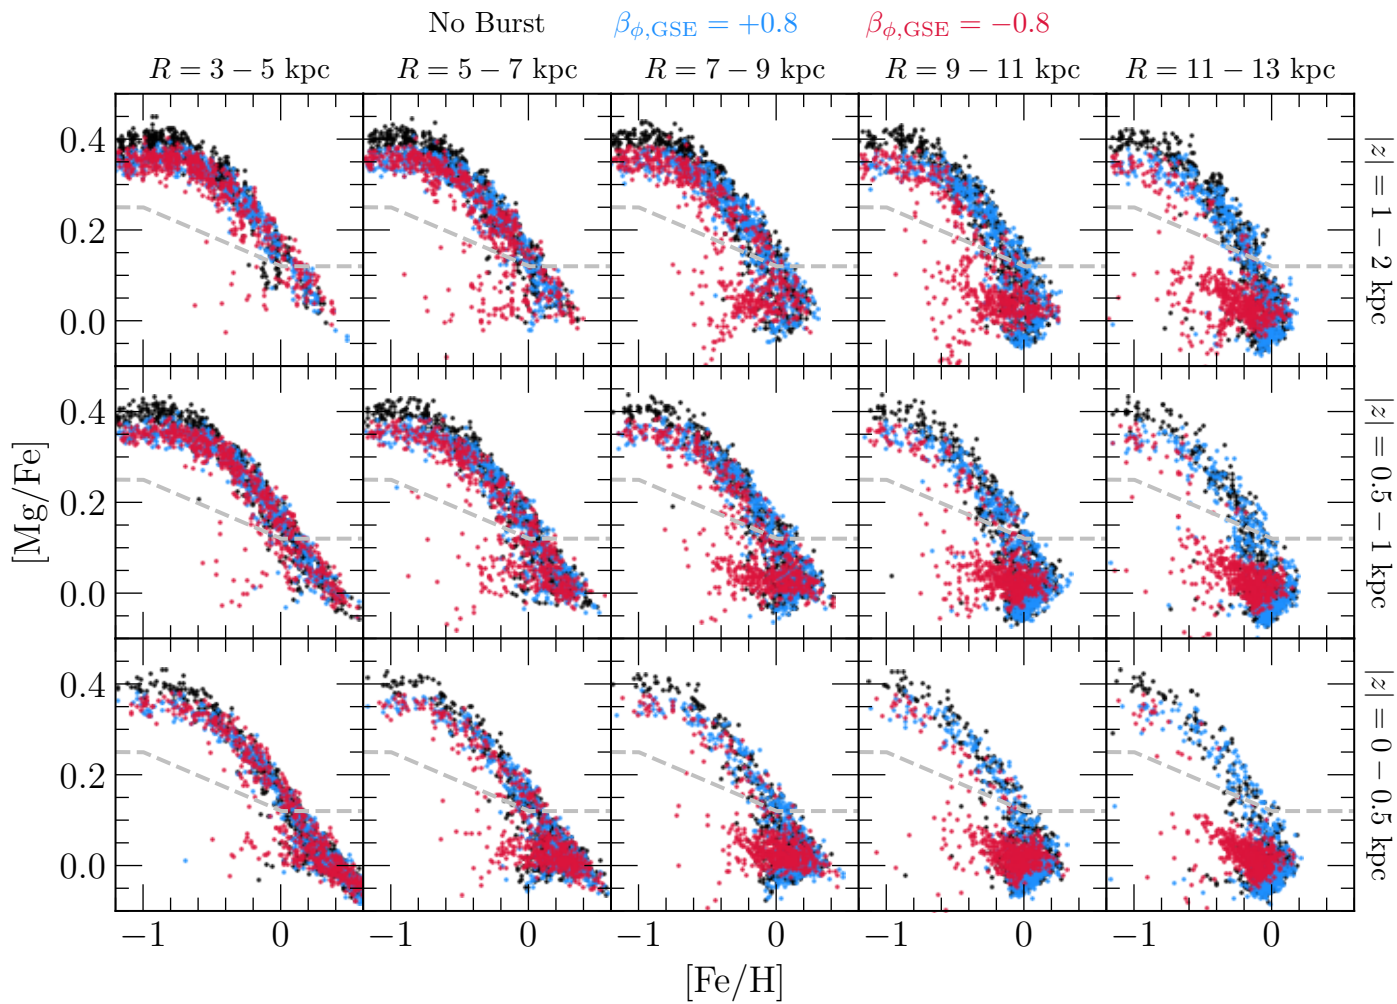 No Burst β_{ϕ,GSE} = +0.8 β_{ϕ,GSE} = −0.8
R = 3 − 5 kpc R = 5 − 7 kpc R = 7 − 9 kpc R = 9 − 11 kpc R = 11 − 13 kpc
0.4
0.2
0.0
|z| = 1 − 2 kpc
[Mg/Fe]
0.4
0.2
0.0
|z| = 0.5 − 1 kpc
0.4
0.2
0.0
|z| = 0 − 0.5 kpc
−1 0 −1 0 −1 0 −1 0 −1 0
[Fe/H]